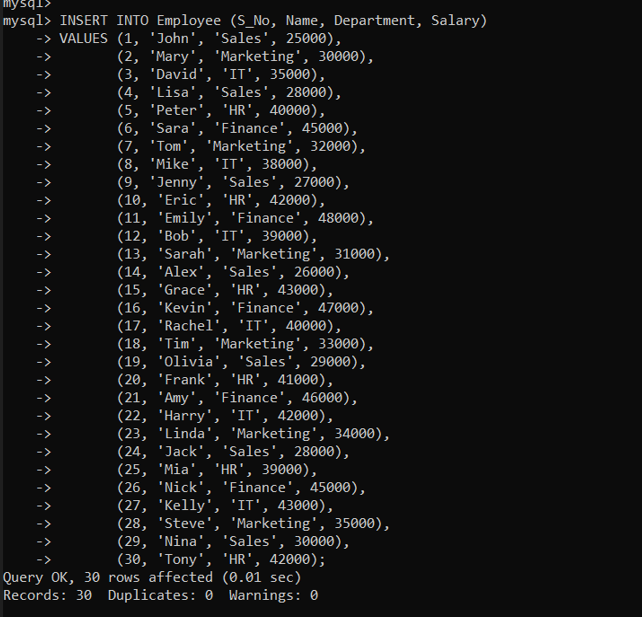 mysql>
mysql> INSERT INTO Employee (S_No, Name, Department, Salary)
    -> VALUES (1, 'John', 'Sales', 25000),
    ->        (2, 'Mary', 'Marketing', 30000),
    ->        (3, 'David', 'IT', 35000),
    ->        (4, 'Lisa', 'Sales', 28000),
    ->        (5, 'Peter', 'HR', 40000),
    ->        (6, 'Sara', 'Finance', 45000),
    ->        (7, 'Tom', 'Marketing', 32000),
    ->        (8, 'Mike', 'IT', 38000),
    ->        (9, 'Jenny', 'Sales', 27000),
    ->        (10, 'Eric', 'HR', 42000),
    ->        (11, 'Emily', 'Finance', 48000),
    ->        (12, 'Bob', 'IT', 39000),
    ->        (13, 'Sarah', 'Marketing', 31000),
    ->        (14, 'Alex', 'Sales', 26000),
    ->        (15, 'Grace', 'HR', 43000),
    ->        (16, 'Kevin', 'Finance', 47000),
    ->        (17, 'Rachel', 'IT', 40000),
    ->        (18, 'Tim', 'Marketing', 33000),
    ->        (19, 'Olivia', 'Sales', 29000),
    ->        (20, 'Frank', 'HR', 41000),
    ->        (21, 'Amy', 'Finance', 46000),
    ->        (22, 'Harry', 'IT', 42000),
    ->        (23, 'Linda', 'Marketing', 34000),
    ->        (24, 'Jack', 'Sales', 28000),
    ->        (25, 'Mia', 'HR', 39000),
    ->        (26, 'Nick', 'Finance', 45000),
    ->        (27, 'Kelly', 'IT', 43000),
    ->        (28, 'Steve', 'Marketing', 35000),
    ->        (29, 'Nina', 'Sales', 30000),
    ->        (30, 'Tony', 'HR', 42000);
Query OK, 30 rows affected (0.01 sec)
Records: 30  Duplicates: 0  Warnings: 0